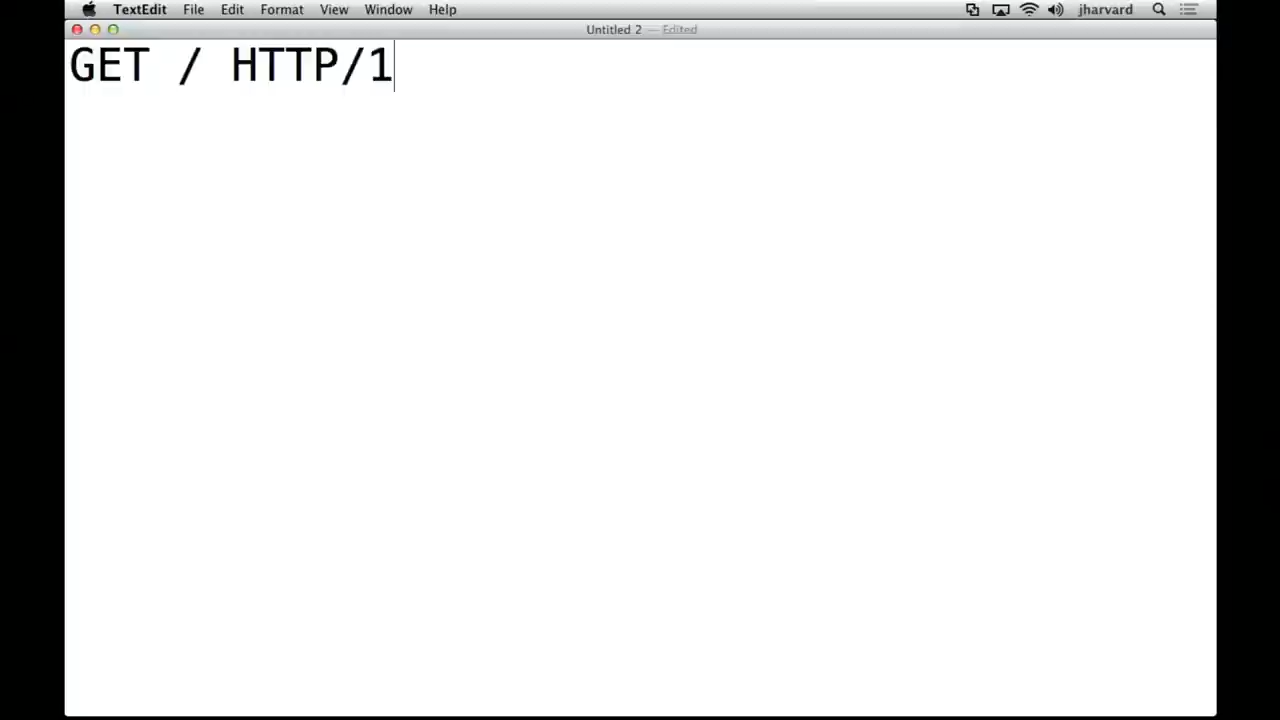 TextEdit File Edit Format View Window Help jharvard
Untitled 2 — Edited
GET / HTTP/1